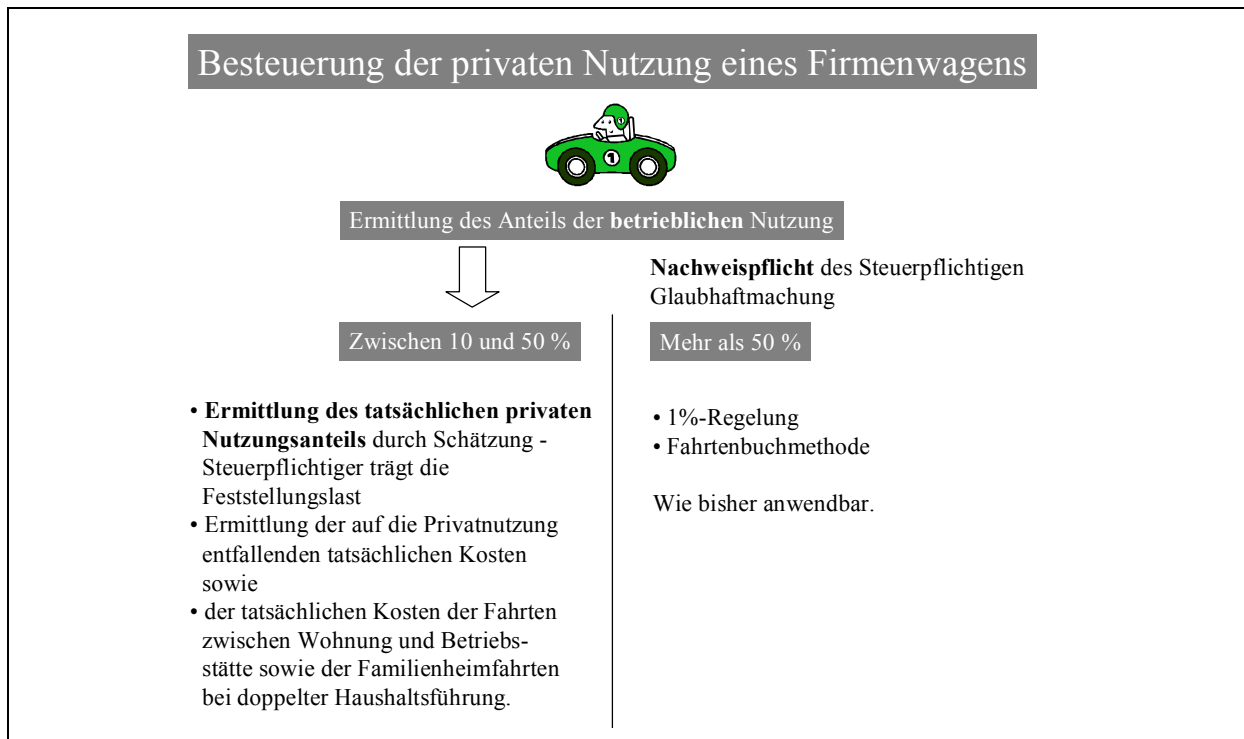 Besteuerung der privaten Nutzung eines Firmenwagens
1
1
Ermittlung des Anteils der betrieblichen Nutzung
Nachweispflicht des Steuerpflichtigen
Glaubhaftmachung
Zwischen 10 und 50 %
• Ermittlung des tatsächlichen privaten
Nutzungsanteils durch Schätzung -
Steuerpflichtiger trägt die
Feststellungslast
• Ermittlung der auf die Privatnutzung
entfallenden tatsächlichen Kosten
sowie
• der tatsächlichen Kosten der Fahrten
zwischen Wohnung und Betriebs-
stätte sowie der Familienheimfahrten
bei doppelter Haushaltsführung.
Mehr als 50 %
• 1%-Regelung
• Fahrtenbuchmethode
Wie bisher anwendbar.